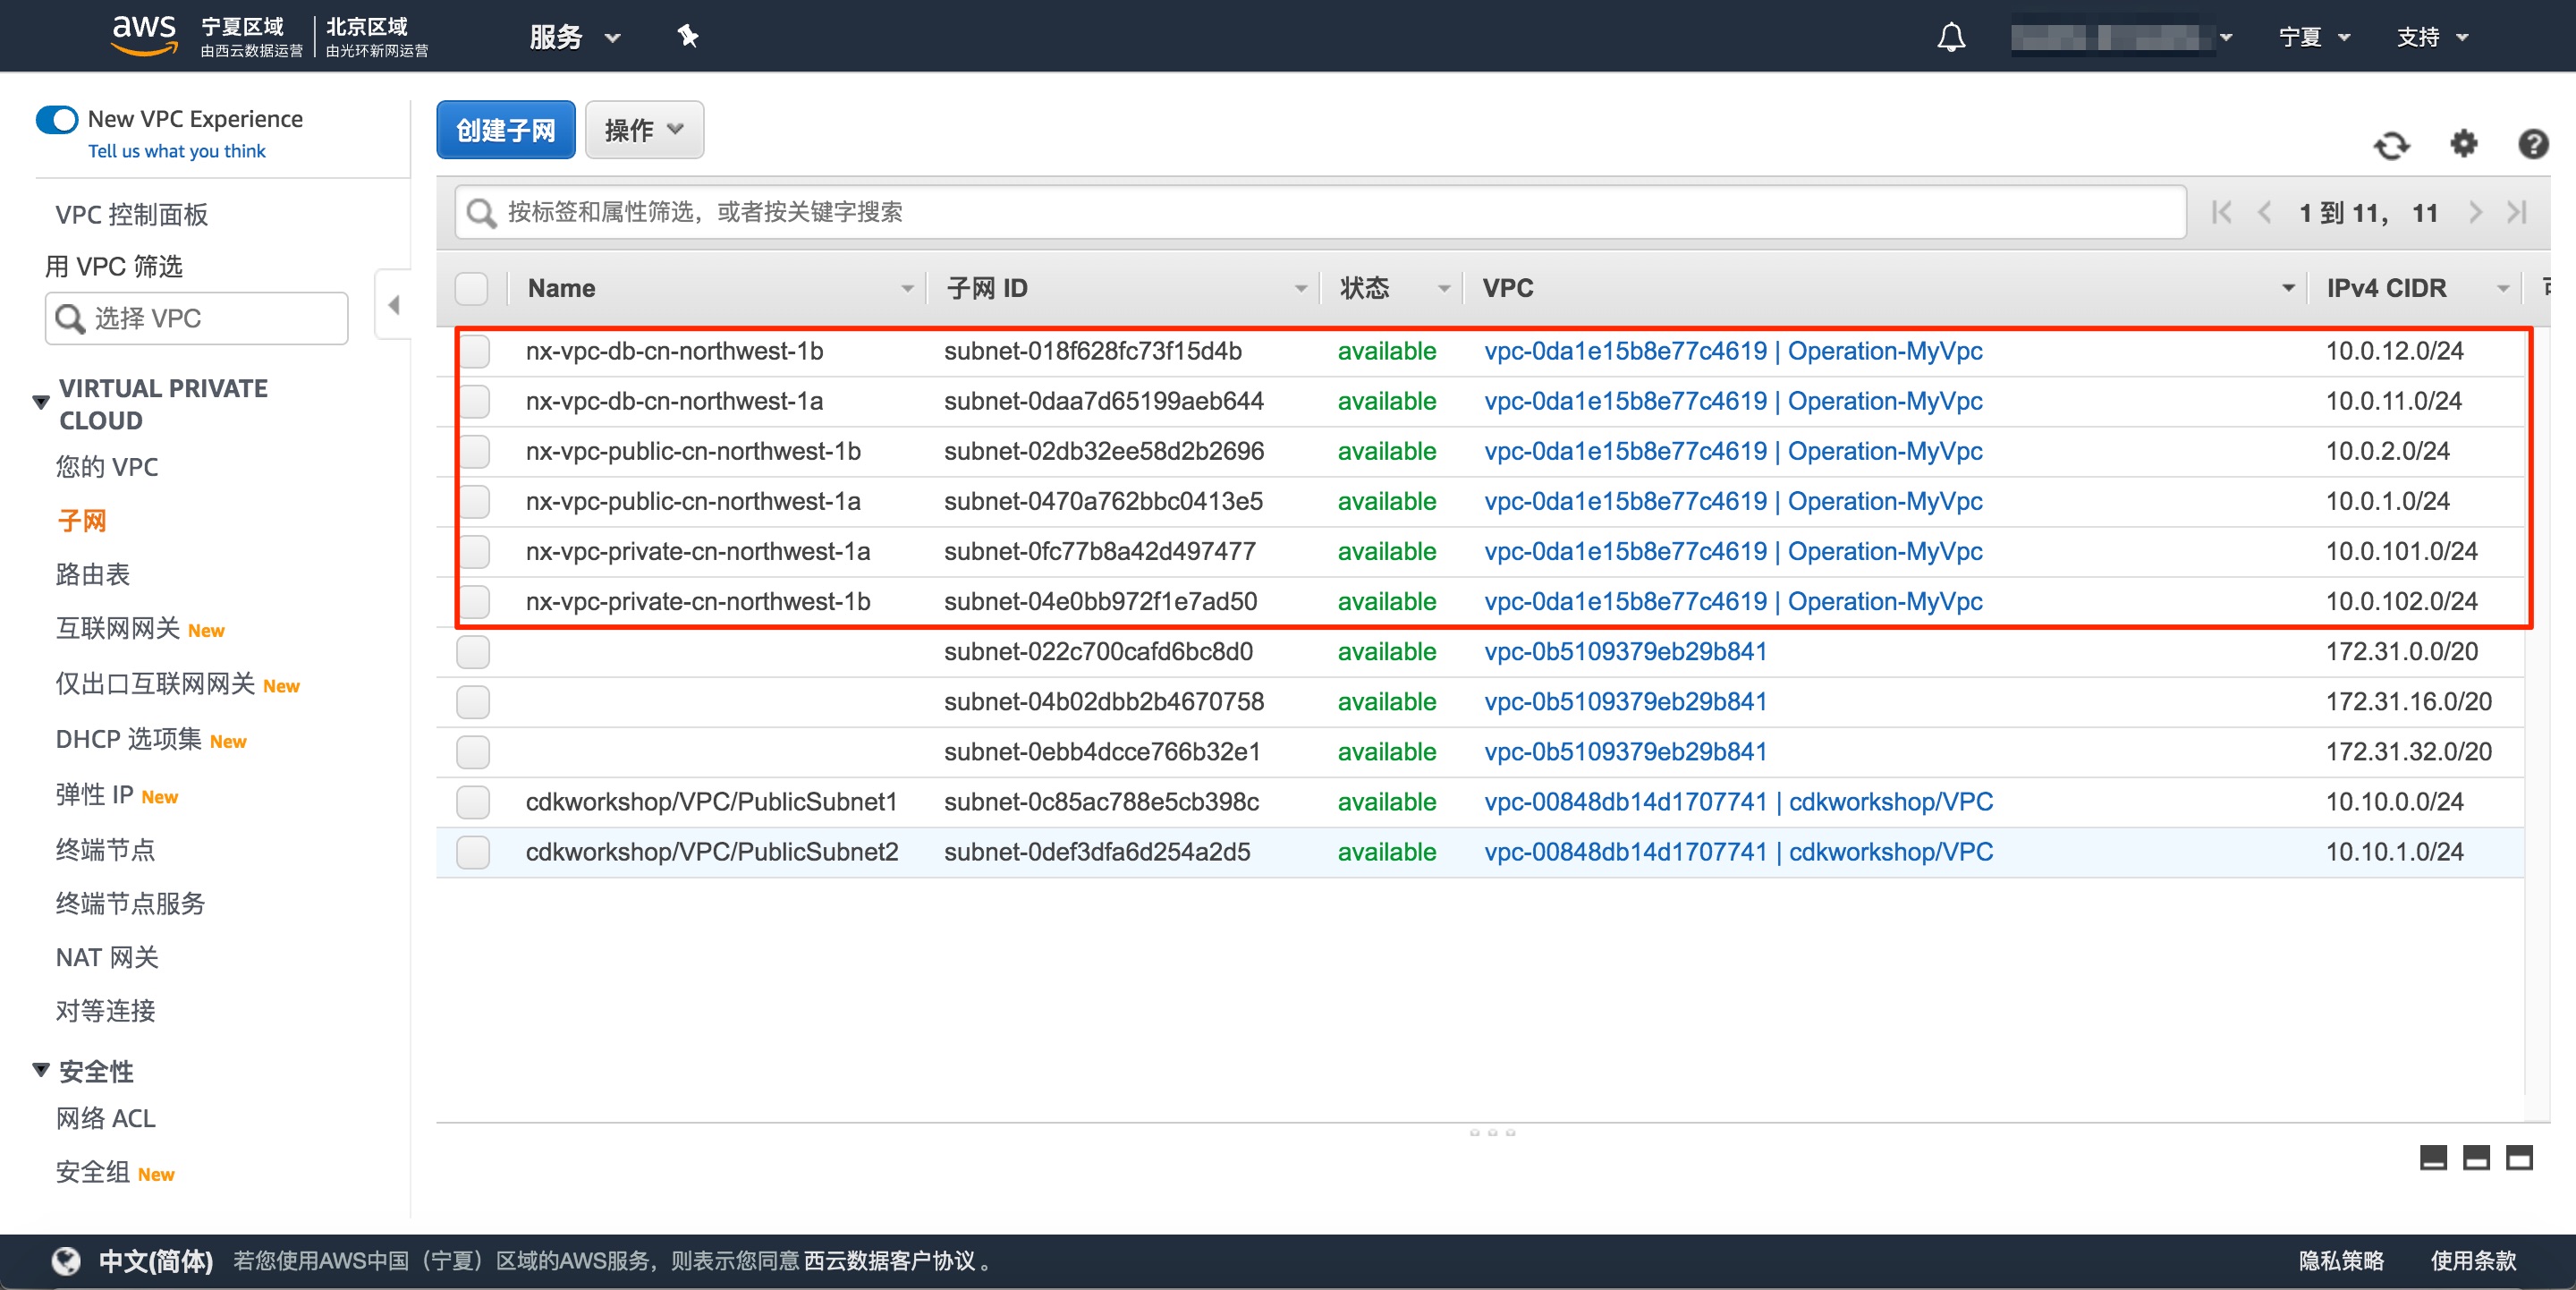 aws 宁夏区域 北京区域 服务 宁夏 支持
由西云数据运营 由光环新网运营
New VPC Experience
Tell us what you think
VPC 控制面板
用 VPC 筛选
选择 VPC
VIRTUAL PRIVATE
CLOUD
您的 VPC
子网
路由表
互联网网关 New
仅出口互联网网关 New
DHCP 选项集 New
弹性 IP New
终端节点
终端节点服务
NAT 网关
对等连接
安全性
网络 ACL
安全组 New
创建子网 操作
按标签和属性筛选，或者按关键字搜索 1 到 11， 11
Name 子网 ID 状态 VPC IPv4 CIDR
nx-vpc-db-cn-northwest-1b subnet-018f628fc73f15d4b available vpc-0da1e15b8e77c4619 | Operation-MyVpc 10.0.12.0/24
nx-vpc-db-cn-northwest-1a subnet-0daa7d65199aeb644 available vpc-0da1e15b8e77c4619 | Operation-MyVpc 10.0.11.0/24
nx-vpc-public-cn-northwest-1b subnet-02db32ee58d2b2696 available vpc-0da1e15b8e77c4619 | Operation-MyVpc 10.0.2.0/24
nx-vpc-public-cn-northwest-1a subnet-0470a762bbc0413e5 available vpc-0da1e15b8e77c4619 | Operation-MyVpc 10.0.1.0/24
nx-vpc-private-cn-northwest-1a subnet-0fc77b8a42d497477 available vpc-0da1e15b8e77c4619 | Operation-MyVpc 10.0.101.0/24
nx-vpc-private-cn-northwest-1b subnet-04e0bb972f1e7ad50 available vpc-0da1e15b8e77c4619 | Operation-MyVpc 10.0.102.0/24
subnet-022c700cafd6bc8d0 available vpc-0b5109379eb29b841 172.31.0.0/20
subnet-04b02dbb2b4670758 available vpc-0b5109379eb29b841 172.31.16.0/20
subnet-0ebb4dcce766b32e1 available vpc-0b5109379eb29b841 172.31.32.0/20
cdkworkshop/VPC/PublicSubnet1 subnet-0c85ac788e5cb398c available vpc-00848db14d1707741 | cdkworkshop/VPC 10.10.0.0/24
cdkworkshop/VPC/PublicSubnet2 subnet-0def3dfa6d254a2d5 available vpc-00848db14d1707741 | cdkworkshop/VPC 10.10.1.0/24
中文(简体) 若您使用AWS中国（宁夏）区域的AWS服务，则表示您同意 西云数据客户协议 。 隐私策略 使用条款